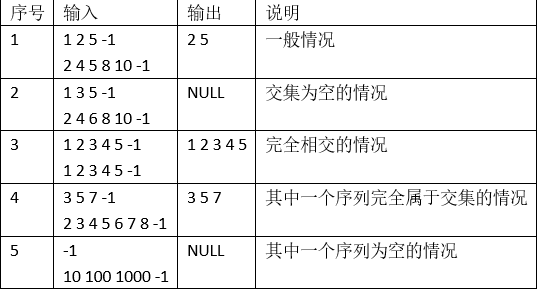 序号 输入 输出 说明
1 1 2 5 -1 2 5 一般情况
2 4 5 8 10 -1
2 1 3 5 -1 NULL 交集为空的情况
2 4 6 8 10 -1
3 1 2 3 4 5 -1 1 2 3 4 5 完全相交的情况
1 2 3 4 5 -1
4 3 5 7 -1 3 5 7 其中一个序列完全属于交集的情况
2 3 4 5 6 7 8 -1
5 -1 NULL 其中一个序列为空的情况
10 100 1000 -1